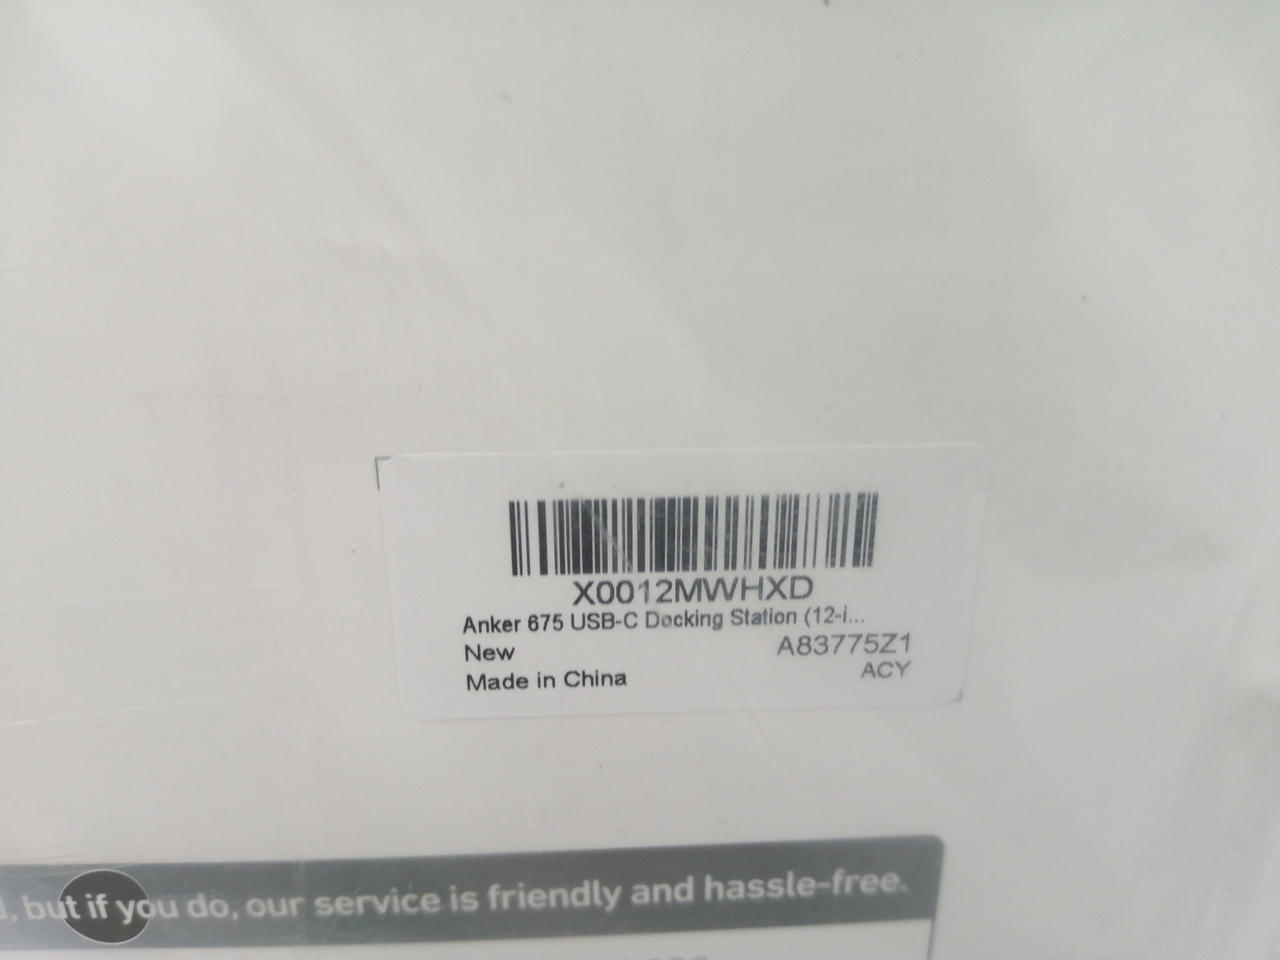 X0012MWHXD
Anker 675 USB-C Docking Station (12-i...
New
A83775Z1
Made in China
ACY
, but if you do, our service is friendly and hassle-free.